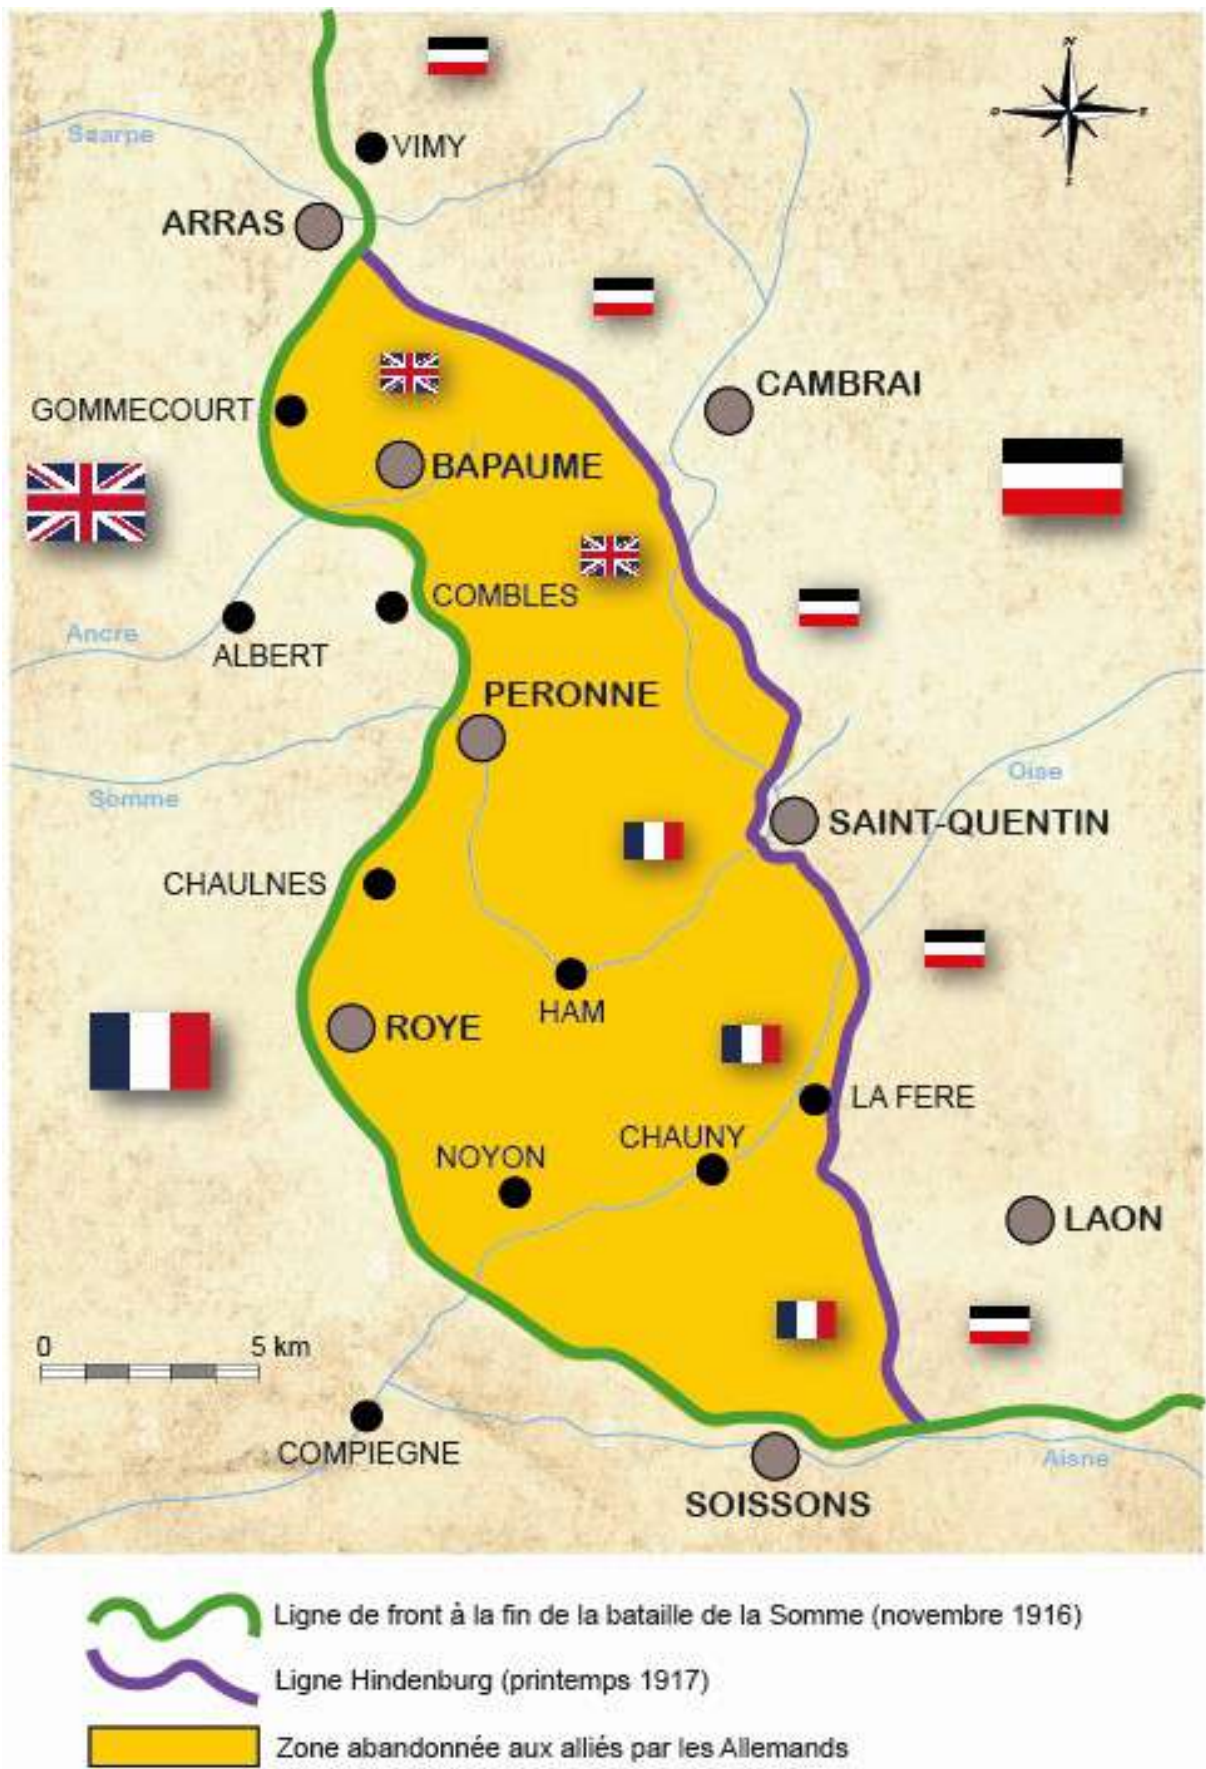 N
O
E
S
Scarpe
VIMY
ARRAS
CAMBRAI
GOMMECOURT
BAPAUME
COMBLES
Ancre
ALBERT
PERONNE
Oise
Somme
SAINT-QUENTIN
CHAULNES
HAM
ROYE
LA FERE
CHAUNY
NOYON
LAON
0 5 km
COMPIEGNE
Aisne
SOISSONS
Ligne de front à la fin de la bataille de la Somme (novembre 1916)
Ligne Hindenburg (printemps 1917)
Zone abandonnée aux alliés par les Allemands